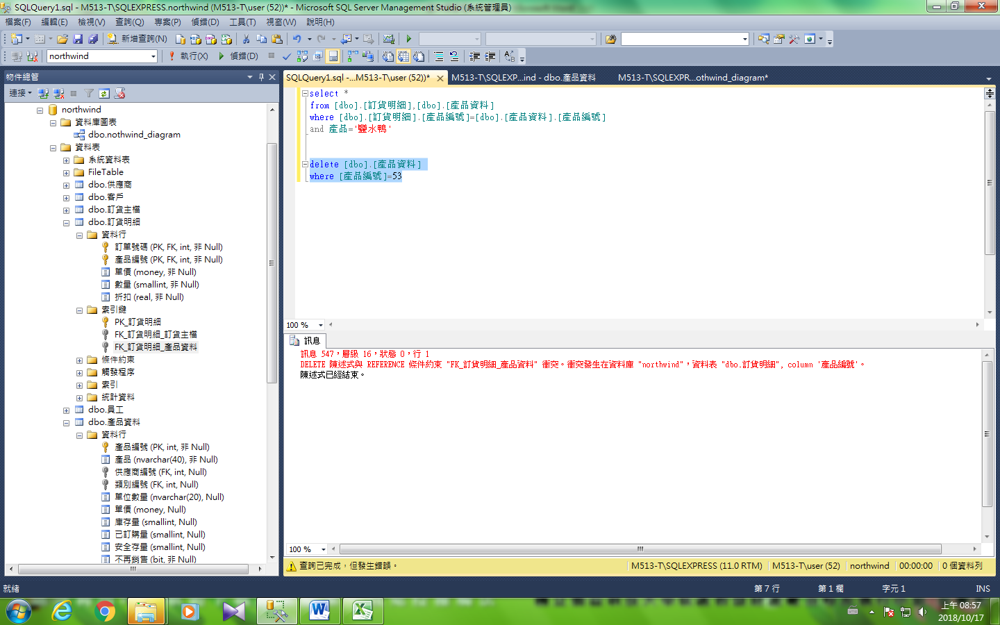 SQLQuery1.sql - M513-T\SQLEXPRESS.northwind (M513-T\user (52))* - Microsoft SQL Server Management Studio (系統管理員)
檔案(F) 編輯(E) 檢視(V) 查詢(Q) 專案(P) 偵錯(D) 工具(T) 視窗(W) 說明(H)
新增查詢(N)
northwind 執行(X) 偵錯(D)
物件總管
連接
northwind
資料庫圖表
dbo.nothwind_diagram
資料表
系統資料表
FileTable
dbo.供應商
dbo.客戶
dbo.訂貨主檔
dbo.訂貨明細
資料行
訂單號碼 (PK, FK, int, 非 Null)
產品編號 (PK, FK, int, 非 Null)
單價 (money, 非 Null)
數量 (smallint, 非 Null)
折扣 (real, 非 Null)
索引鍵
PK_訂貨明細
FK_訂貨明細_訂貨主檔
FK_訂貨明細_產品資料
條件約束
觸發程序
索引
統計資料
dbo.員工
dbo.產品資料
資料行
產品編號 (PK, int, 非 Null)
產品 (nvarchar(40), 非 Null)
供應商編號 (FK, int, Null)
類別編號 (FK, int, Null)
單位數量 (nvarchar(20), Null)
單價 (money, Null)
庫存量 (smallint, Null)
已訂購量 (smallint, Null)
安全存量 (smallint, Null)
不再銷售 (bit, 非 Null)
SQLQuery1.sql -...M513-T\user (52))* M513-T\SQLEXP...ind - dbo.產品資料 M513-T\SQLEXPR...othwind_diagram*
select *
from [dbo].[訂貨明細],[dbo].[產品資料]
where [dbo].[訂貨明細].[產品編號]=[dbo].[產品資料].[產品編號]
and 產品='鹽水鴨'
delete [dbo].[產品資料]
where [產品編號]=53
100 %
訊息
訊息 547，層級 16，狀態 0，行 1
DELETE 陳述式與 REFERENCE 條件約束 "FK_訂貨明細_產品資料" 衝突。衝突發生在資料庫 "northwind"，資料表 "dbo.訂貨明細", column '產品編號'。
陳述式已經結束。
100 %
查詢已完成，但發生錯誤。 M513-T\SQLEXPRESS (11.0 RTM) M513-T\user (52) northwind 00:00:00 0 個資料列
就緒 第 7 行 第 1 欄 字元 1 INS
上午 08:57
2018/10/17